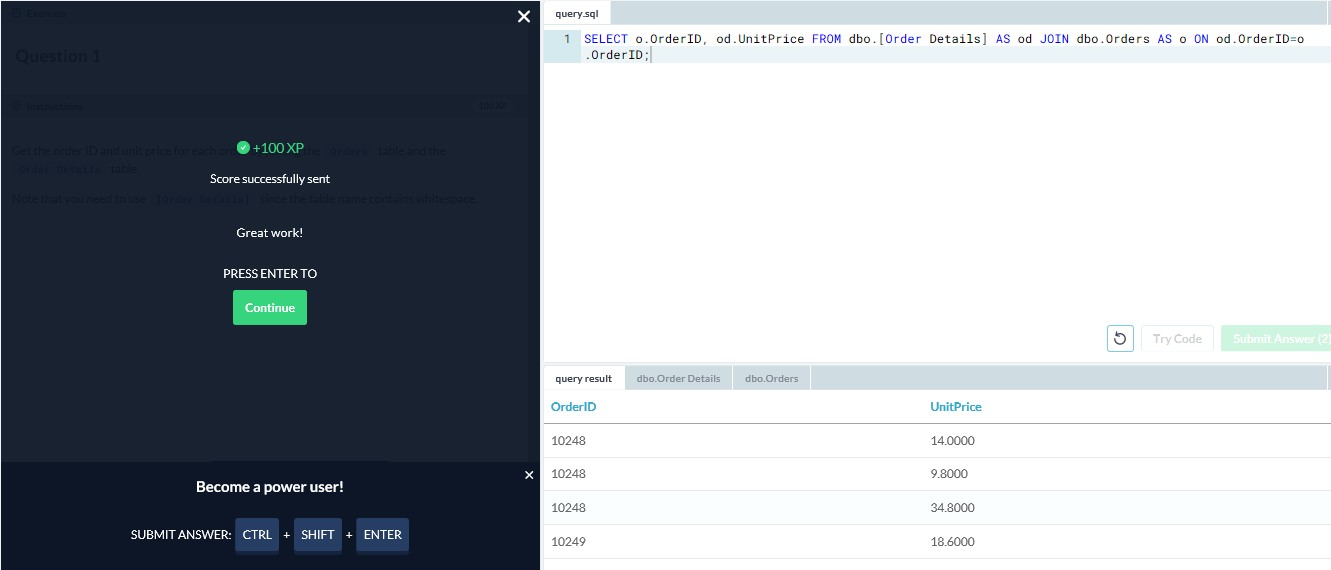 Exercise
Question 1
Instructions
100 XP
+100 XP
Get the order ID and unit price for each the Orders table and the
Order Details table.
Score successfully sent
Note that you need to use [Order Details] since the table name contains whitespace.
Great work!
PRESS ENTER TO
Continue
Become a power user!
SUBMIT ANSWER: CTRL + SHIFT + ENTER
query.sql
1 SELECT o.OrderID, od.UnitPrice FROM dbo.[Order Details] AS od JOIN dbo.Orders AS o ON od.OrderID=o
.OrderID;
Try Code
Submit Answer (2)
query result
dbo.Order Details
dbo.Orders
OrderID UnitPrice
10248 14.0000
10248 9.8000
10248 34.8000
10249 18.6000